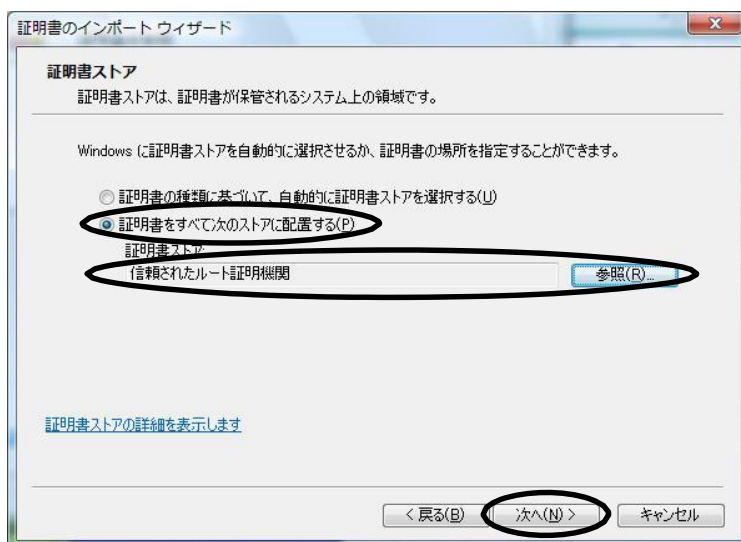 証明書のインポート ウィザード
証明書ストア
証明書ストアは、証明書が保管されるシステム上の領域です。
Windows に証明書ストアを自動的に選択させるか、証明書の場所を指定することができます。
証明書の種類に基づいて、自動的に証明書ストアを選択する(U)
証明書をすべて次のストアに配置する(P)
証明書ストア:
信頼されたルート証明機関
参照(R)...
証明書ストアの詳細を表示します
< 戻る(B)
次へ(N) >
キャンセル